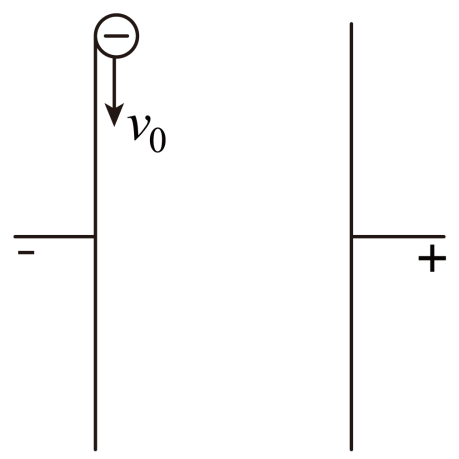 −
v₀
- +